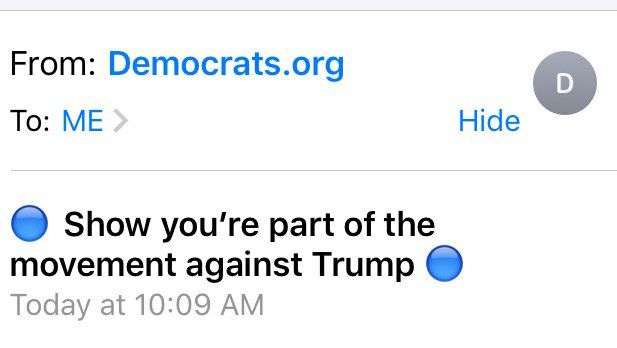 From: Democrats.org
D
To: ME
Hide
🔵 Show you’re part of the
movement against Trump 🔵
Today at 10:09 AM